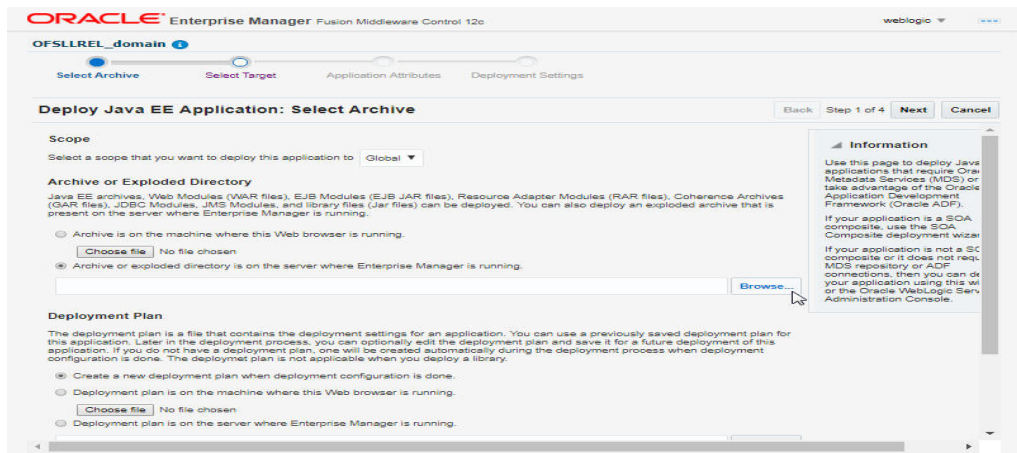 ORACLE Enterprise Manager Fusion Middleware Control 12c
weblogic
OFSLLREL_domain
Select Archive
Select Target
Application Attributes
Deployment Settings
Deploy Java EE Application: Select Archive
Back Step 1 of 4 Next Cancel
Scope
Select a scope that you want to deploy this application to Global
Archive or Exploded Directory
Java EE archives, Web Modules (WAR files), EJB Modules (EJB JAR files), Resource Adapter Modules (RAR files), Coherence Archives
(GAR files), JDBC Modules, JMS Modules, and library files (Jar files) can be deployed. You can also deploy an exploded archive that is
present on the server where Enterprise Manager is running.
Archive is on the machine where this Web browser is running.
Choose file No file chosen
Archive or exploded directory is on the server where Enterprise Manager is running.
Browse...
Deployment Plan
The deployment plan is a file that contains the deployment settings for an application. You can use a previously saved deployment plan for
this application. Later in the deployment process, you can optionally edit the deployment plan and save it for a future deployment of this
application. If you do not have a deployment plan, one will be created automatically during the deployment process when deployment
configuration is done. The deploymet plan is not applicable when you deploy a library.
Create a new deployment plan when deployment configuration is done.
Deployment plan is on the machine where this Web browser is running.
Choose file No file chosen
Deployment plan is on the server where Enterprise Manager is running.
Information
Use this page to deploy Java
applications that require Ora
Metadata Services (MDS) or
take advantage of the Oracle
Application Development
Framework (Oracle ADF).
If your application is a SOA
composite, use the SOA
Composite deployment wizar
If your application is not a SO
composite or it does not requ
MDS repository or ADF
connections, then you can de
your application using this wi
or the Oracle WebLogic Serv
Administration Console.